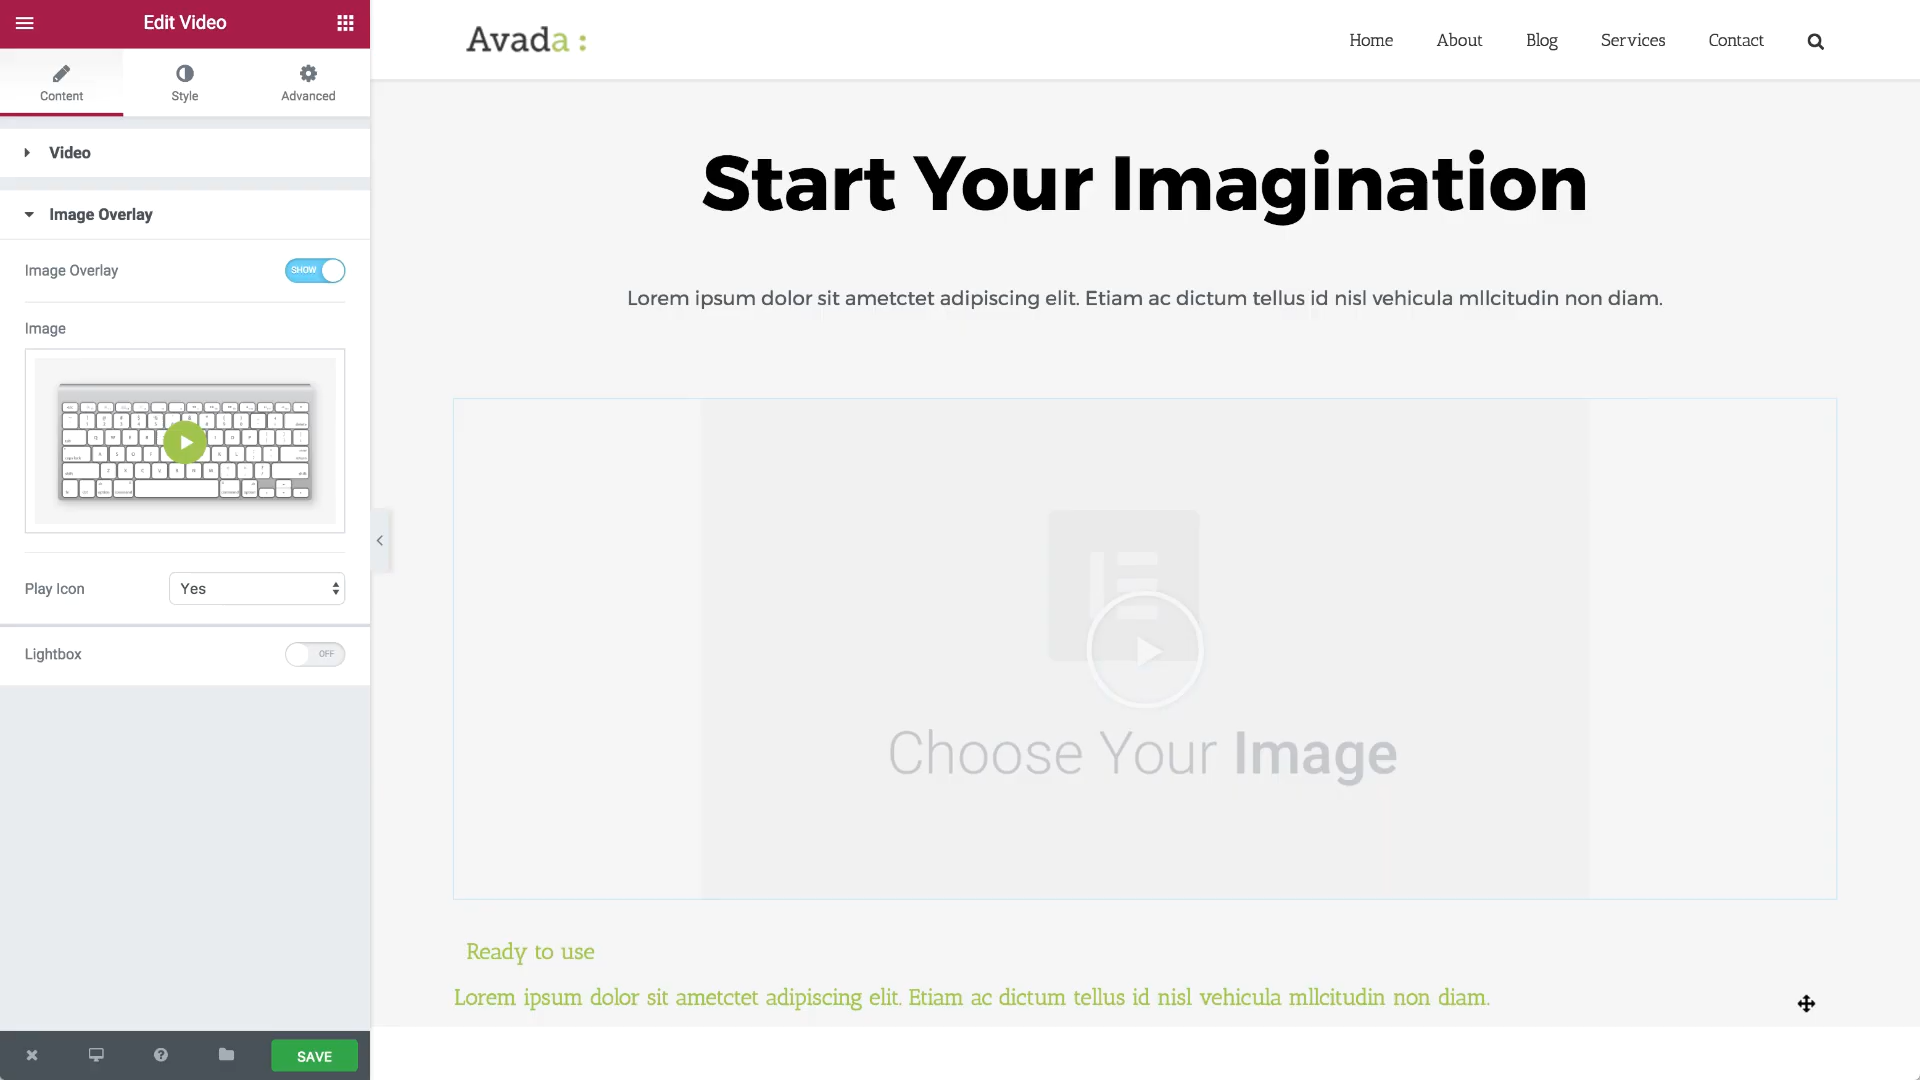 Edit Video
Content
Style
Advanced
Video
Image Overlay
Image Overlay
SHOW
Image
Play Icon
Yes
Lightbox
OFF
SAVE
Avada :
Home
About
Blog
Services
Contact
Start Your Imagination
Lorem ipsum dolor sit ametctet adipiscing elit. Etiam ac dictum tellus id nisl vehicula mllcitudin non diam.
Choose Your Image
Ready to use
Lorem ipsum dolor sit ametctet adipiscing elit. Etiam ac dictum tellus id nisl vehicula mllcitudin non diam.